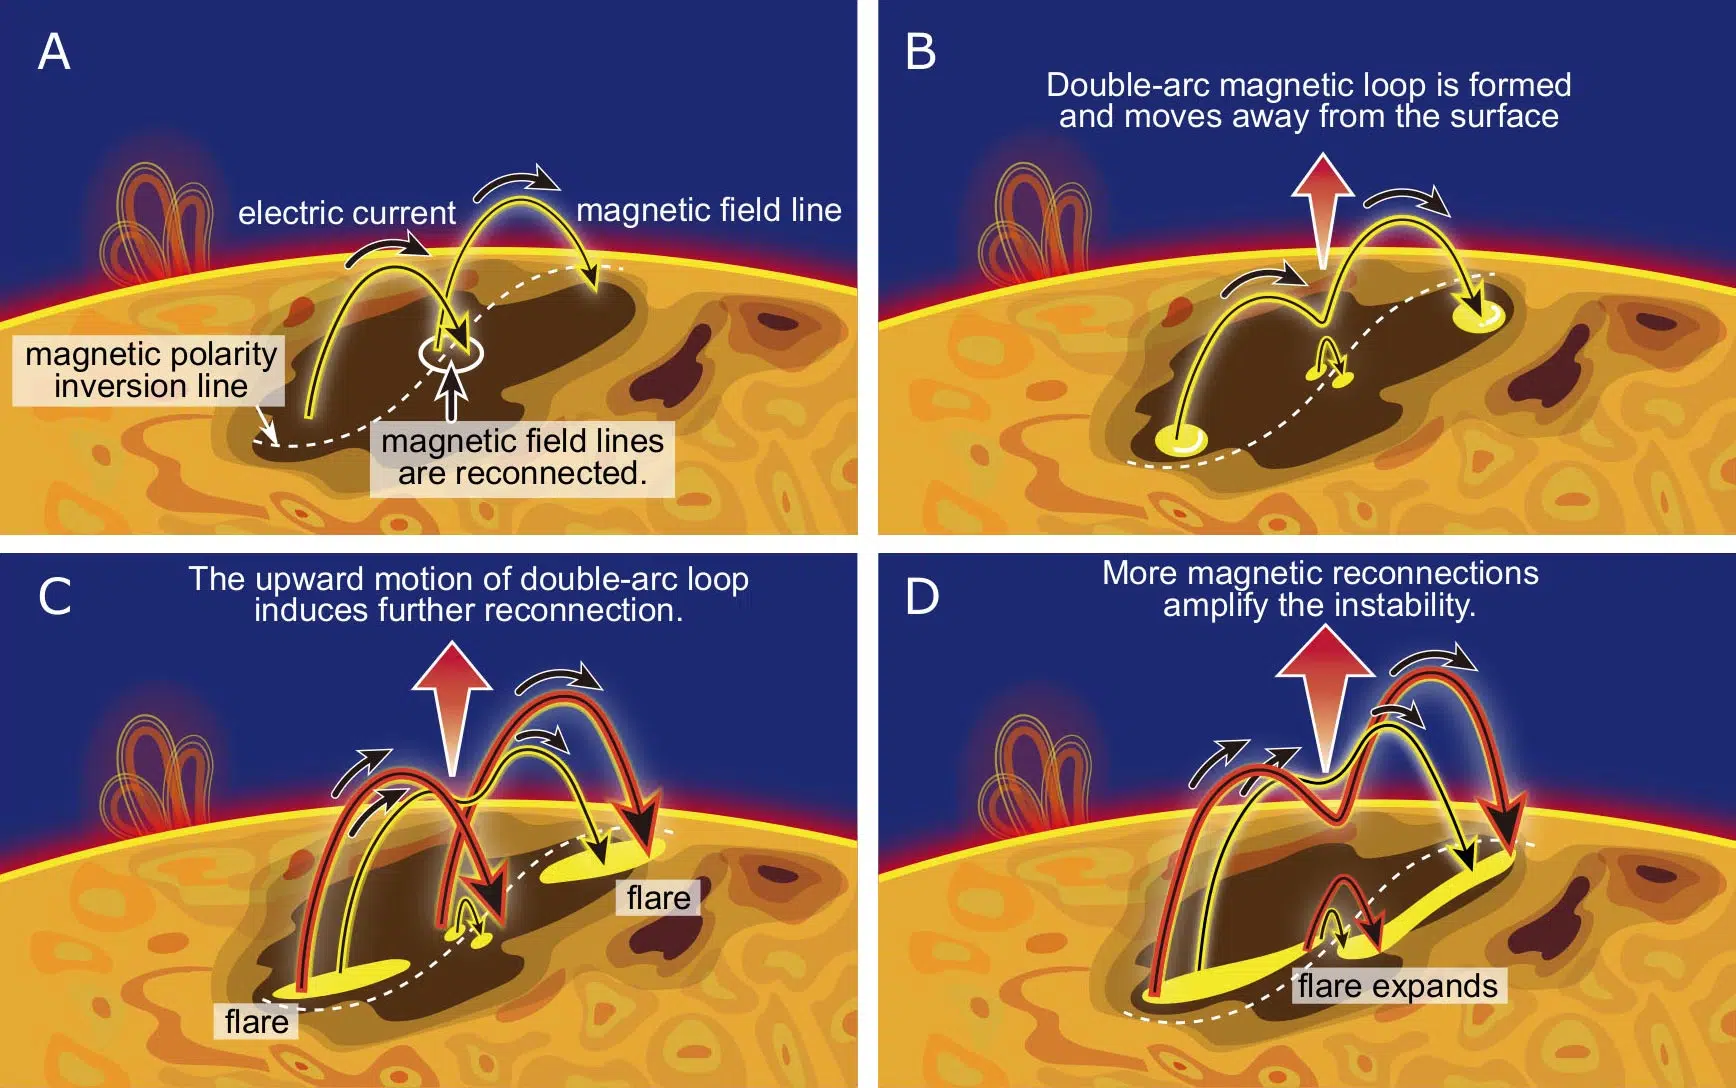 A
electric current
magnetic field line
magnetic polarity
inversion line
magnetic field lines
are reconnected.
B
Double-arc magnetic loop is formed
and moves away from the surface
C
The upward motion of double-arc loop
induces further reconnection.
flare
flare
D
More magnetic reconnections
amplify the instability.
flare expands